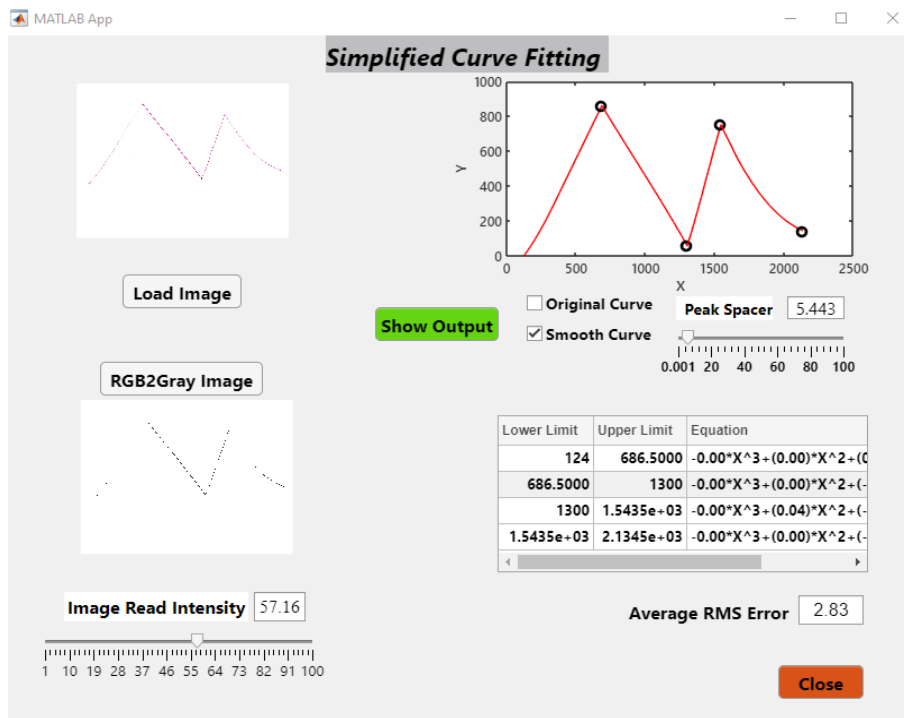 MATLAB App
Simplified Curve Fitting
1000
800
600
400
200
0
Y
0 500 1000 1500 2000 2500
X
Load Image
Show Output
Original Curve
Smooth Curve
Peak Spacer 5.443
0.001 20 40 60 80 100
RGB2Gray Image
Lower Limit Upper Limit Equation
124 686.5000 -0.00*X^3+(0.00)*X^2+(0
686.5000 1300 -0.00*X^3+(0.00)*X^2+(-
1300 1.5435e+03 -0.00*X^3+(0.04)*X^2+(-
1.5435e+03 2.1345e+03 -0.00*X^3+(0.00)*X^2+(-
Image Read Intensity 57.16
1 10 19 28 37 46 55 64 73 82 91 100
Average RMS Error 2.83
Close